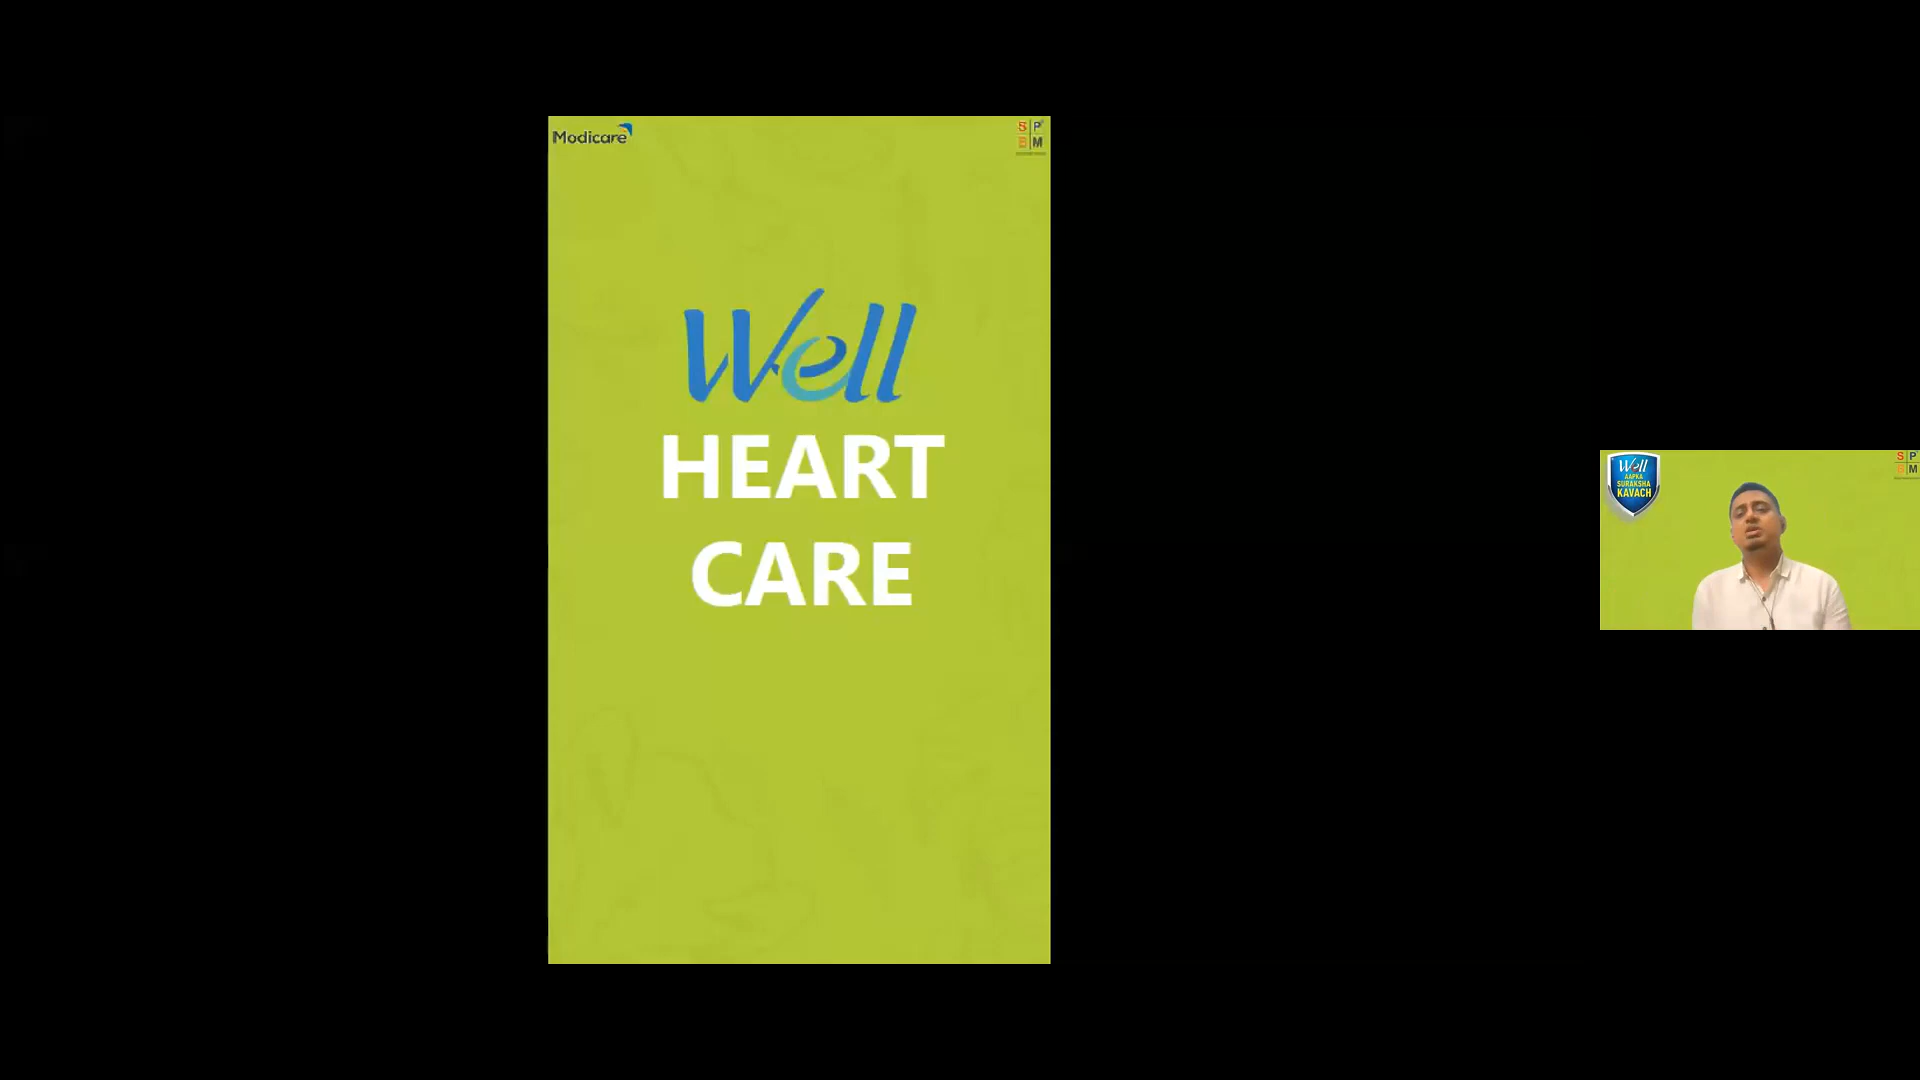 Modicare
S P
B M
Well
HEART
CARE
Well
AAPKA
SURAKSHA
KAVACH
S P
B M